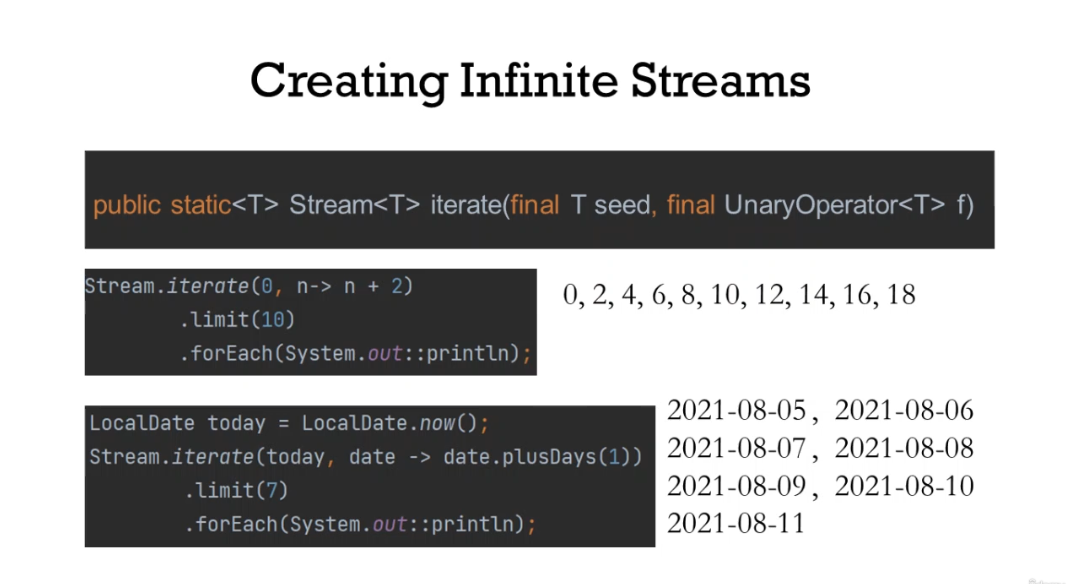 Creating Infinite Streams
public static<T> Stream<T> iterate(final T seed, final UnaryOperator<T> f)
Stream.iterate(0, n-> n + 2)
.limit(10)
.forEach(System.out::println);
0, 2, 4, 6, 8, 10, 12, 14, 16, 18
LocalDate today = LocalDate.now();
Stream.iterate(today, date -> date.plusDays(1))
.limit(7)
.forEach(System.out::println);
2021-08-05, 2021-08-06
2021-08-07, 2021-08-08
2021-08-09, 2021-08-10
2021-08-11